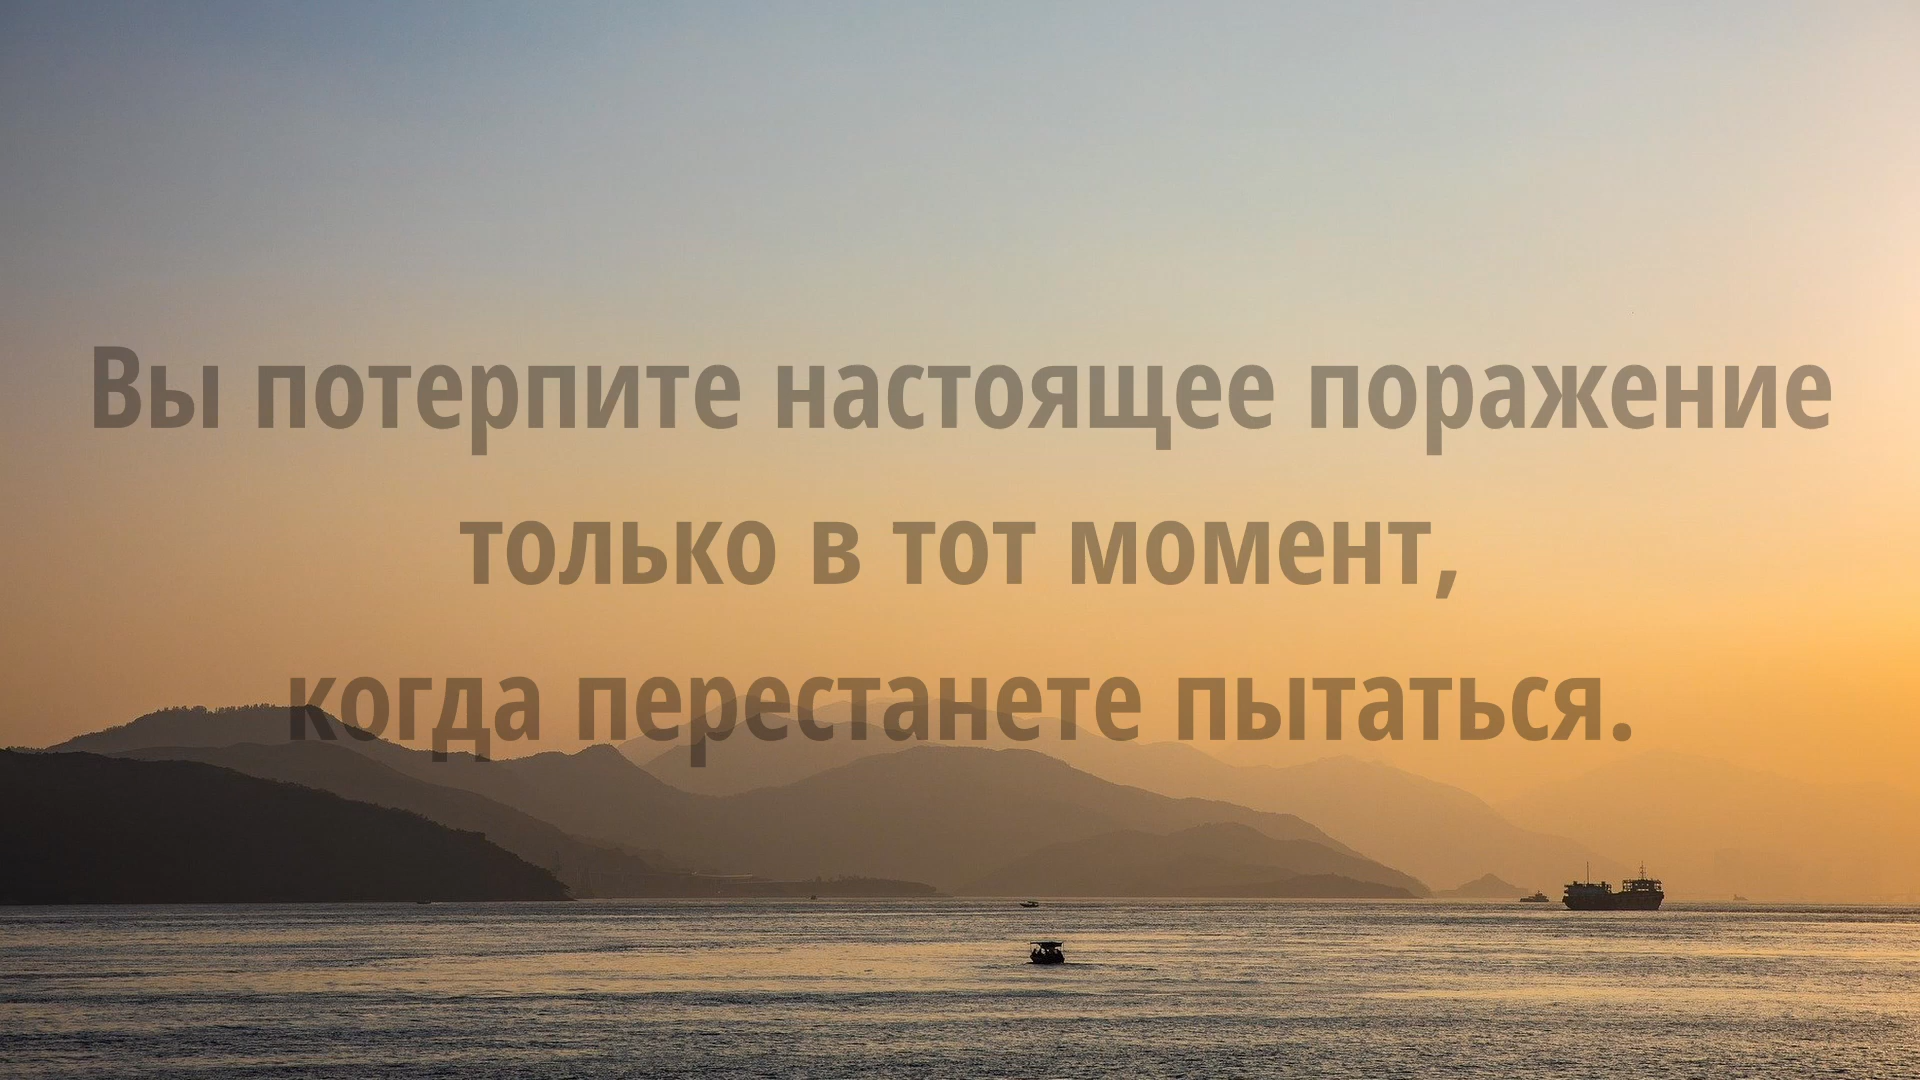 Вы потерпите настоящее поражение
только в тот момент,
когда перестанете пытаться.